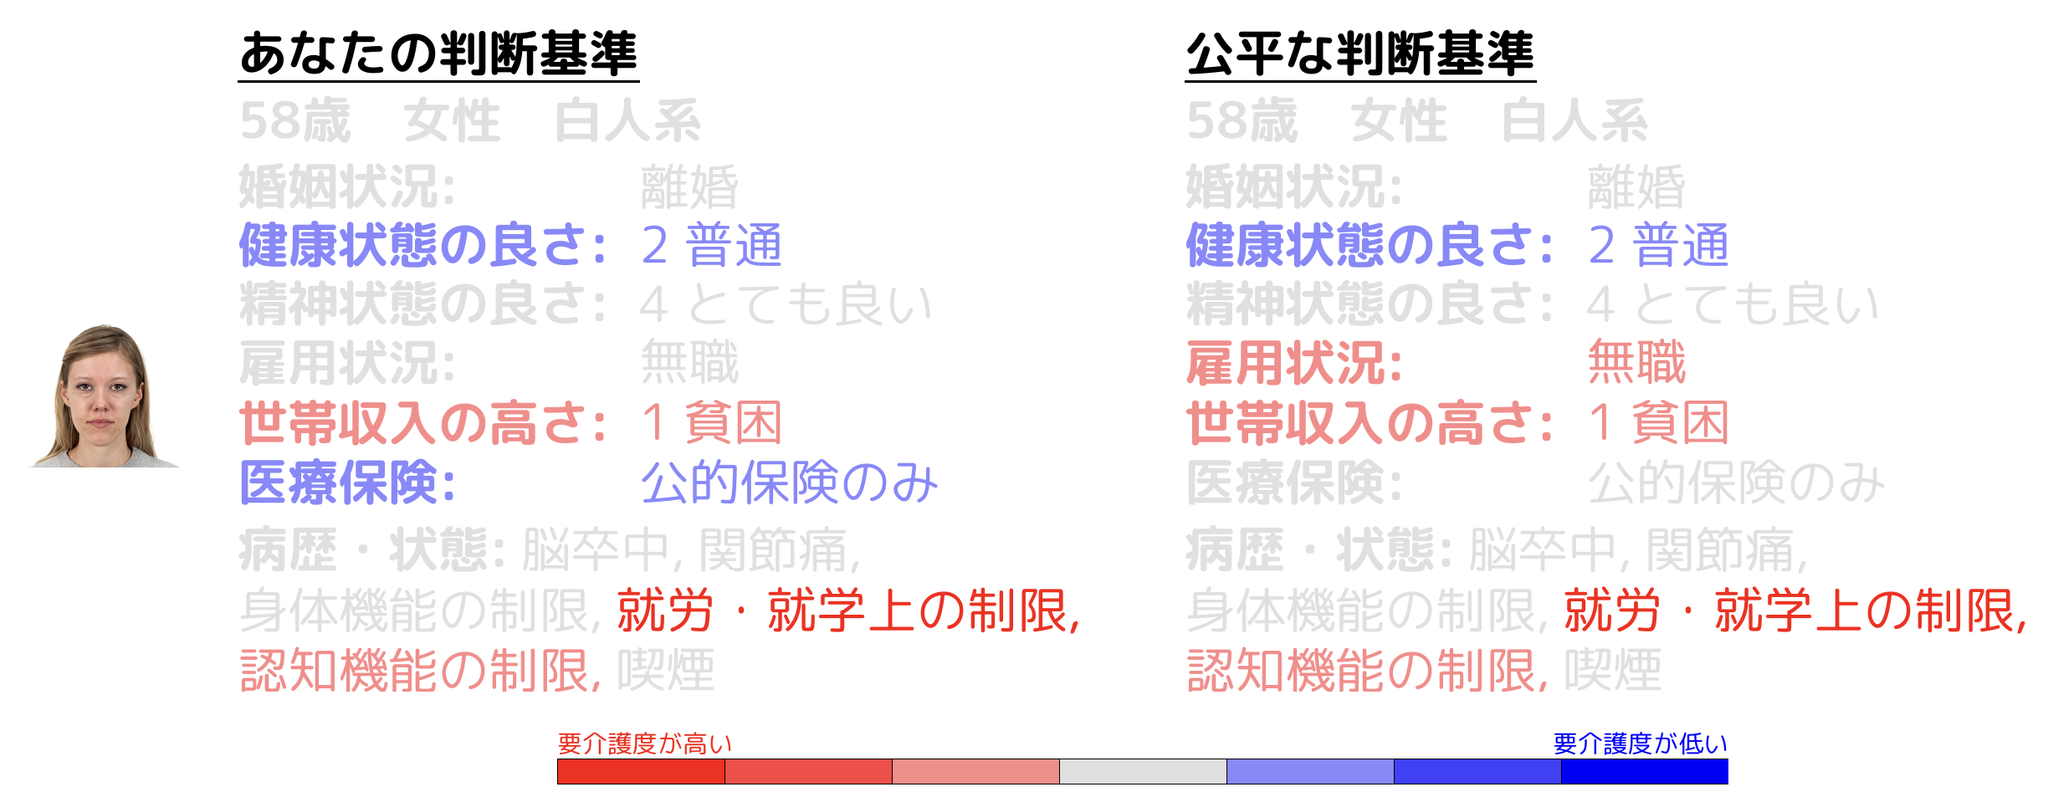 あなたの判断基準
58歳　女性　白人系
婚姻状況: 離婚
健康状態の良さ: 2 普通
精神状態の良さ: 4 とても良い
雇用状況: 無職
世帯収入の高さ: 1 貧困
医療保険: 公的保険のみ
病歴・状態: 脳卒中, 関節痛,
身体機能の制限, 就労・就学上の制限,
認知機能の制限, 喫煙
公平な判断基準
58歳　女性　白人系
婚姻状況: 離婚
健康状態の良さ: 2 普通
精神状態の良さ: 4 とても良い
雇用状況: 無職
世帯収入の高さ: 1 貧困
医療保険: 公的保険のみ
病歴・状態: 脳卒中, 関節痛,
身体機能の制限, 就労・就学上の制限,
認知機能の制限, 喫煙
要介護度が高い
要介護度が低い